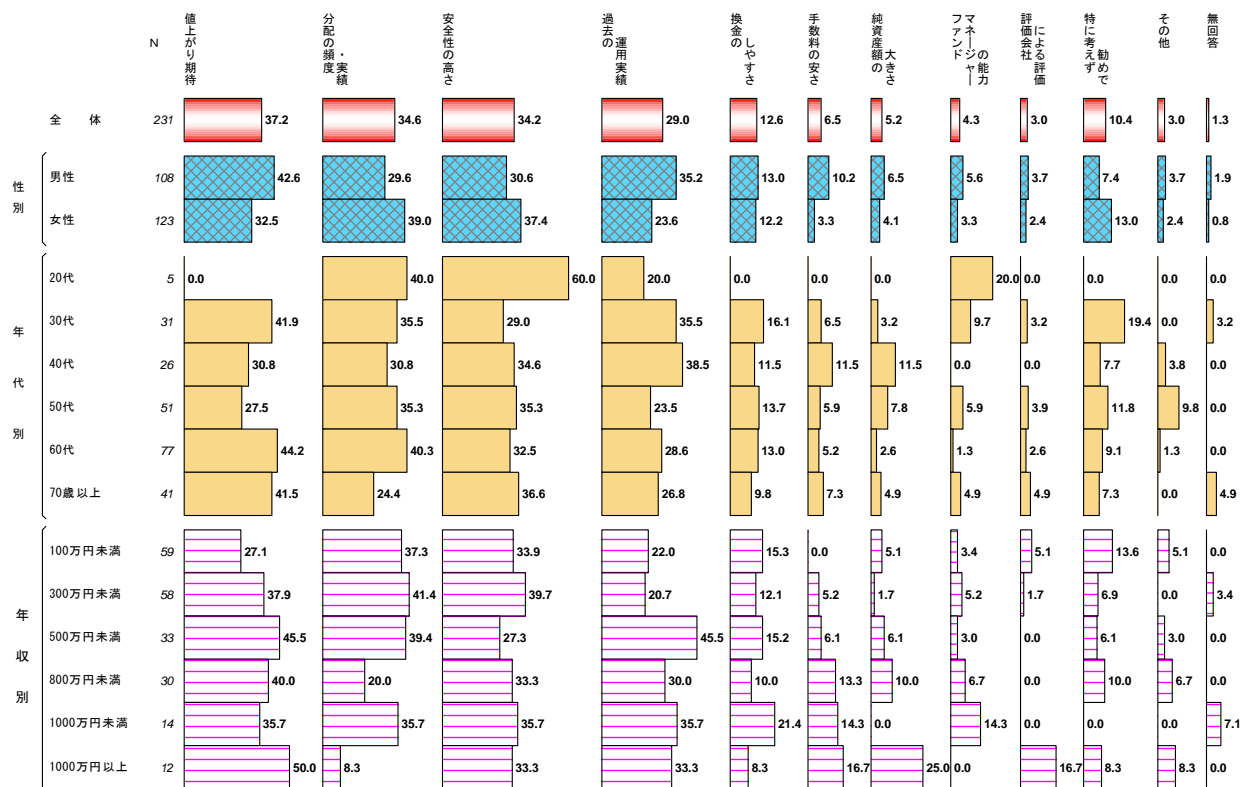 N 値上がり期待 分配の頻度・実績 安全性の高さ 過去の運用実績 換金のしやすさ 手数料の安さ 純資産額の大きさ ファンドマネージャーの能力 評価会社による評価 特に考えず勧めで その他 無回答
全 体 231 37.2 34.6 34.2 29.0 12.6 6.5 5.2 4.3 3.0 10.4 3.0 1.3
性別
男性 108 42.6 29.6 30.6 35.2 13.0 10.2 6.5 5.6 3.7 7.4 3.7 1.9
女性 123 32.5 39.0 37.4 23.6 12.2 3.3 4.1 3.3 2.4 13.0 2.4 0.8
年代別
20代 5 0.0 40.0 60.0 20.0 0.0 0.0 0.0 20.0 0.0 0.0 0.0 0.0
30代 31 41.9 35.5 29.0 35.5 16.1 6.5 3.2 9.7 3.2 19.4 0.0 3.2
40代 26 30.8 30.8 34.6 38.5 11.5 11.5 11.5 0.0 0.0 7.7 3.8 0.0
50代 51 27.5 35.3 35.3 23.5 13.7 5.9 7.8 5.9 3.9 11.8 9.8 0.0
60代 77 44.2 40.3 32.5 28.6 13.0 5.2 2.6 1.3 2.6 9.1 1.3 0.0
70歳以上 41 41.5 24.4 36.6 26.8 9.8 7.3 4.9 4.9 4.9 7.3 0.0 4.9
年収別
100万円未満 59 27.1 37.3 33.9 22.0 15.3 0.0 5.1 3.4 5.1 13.6 5.1 0.0
300万円未満 58 37.9 41.4 39.7 20.7 12.1 5.2 1.7 5.2 1.7 6.9 0.0 3.4
500万円未満 33 45.5 39.4 27.3 45.5 15.2 6.1 6.1 3.0 0.0 6.1 3.0 0.0
800万円未満 30 40.0 20.0 33.3 30.0 10.0 13.3 10.0 6.7 0.0 10.0 6.7 0.0
1000万円未満 14 35.7 35.7 35.7 35.7 21.4 14.3 0.0 14.3 0.0 0.0 0.0 7.1
1000万円以上 12 50.0 8.3 33.3 33.3 8.3 16.7 25.0 0.0 16.7 8.3 8.3 0.0